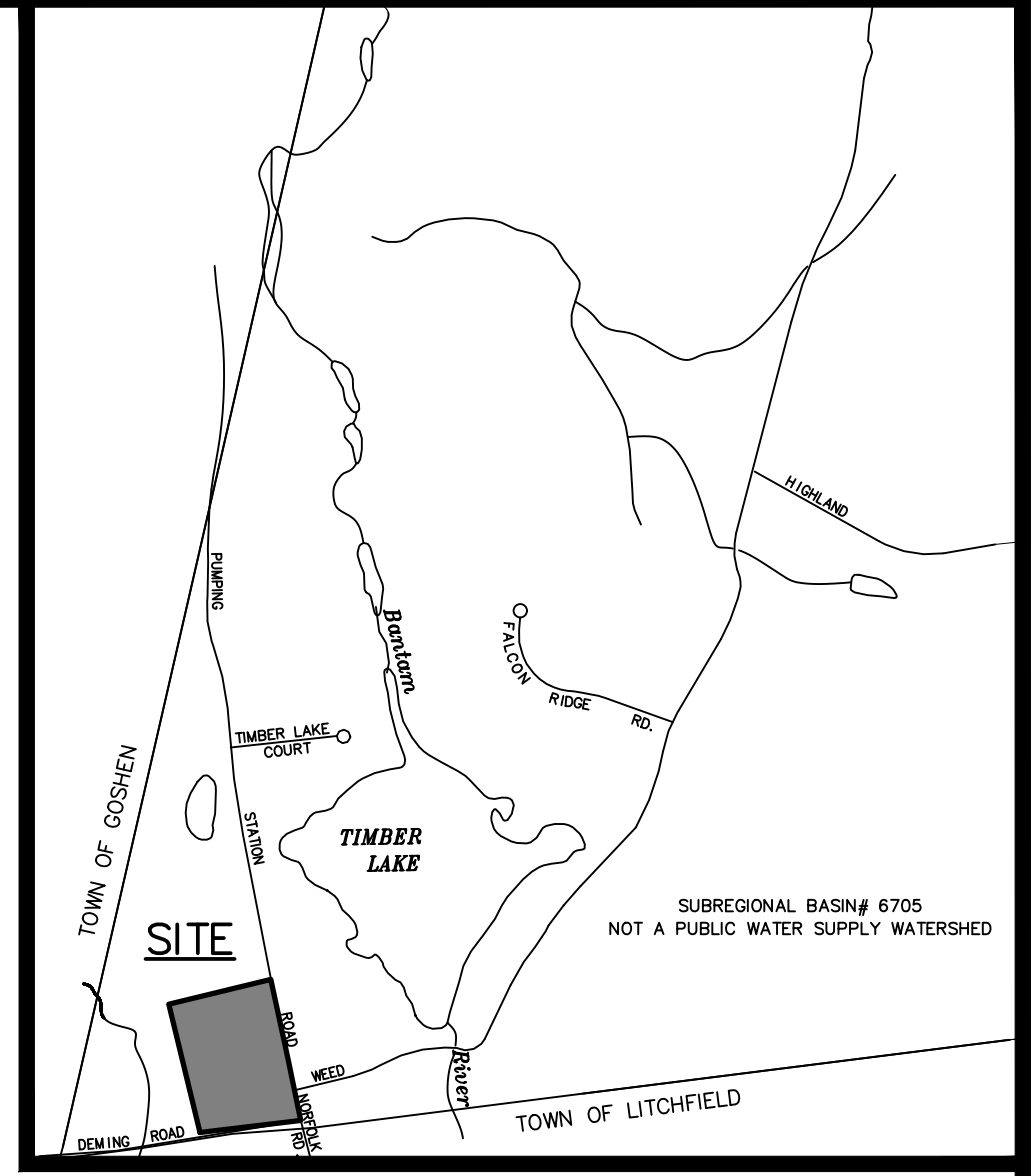 HIGHLAND
PUMPING
Bantam
FALCON
RIDGE
RD.
TIMBER LAKE
COURT
TOWN OF GOSHEN
STATION
TIMBER
LAKE
SUBREGIONAL BASIN# 6705
NOT A PUBLIC WATER SUPPLY WATERSHED
SITE
ROAD
WEED
River
NORFOLK
RD.
TOWN OF LITCHFIELD
DEMING ROAD